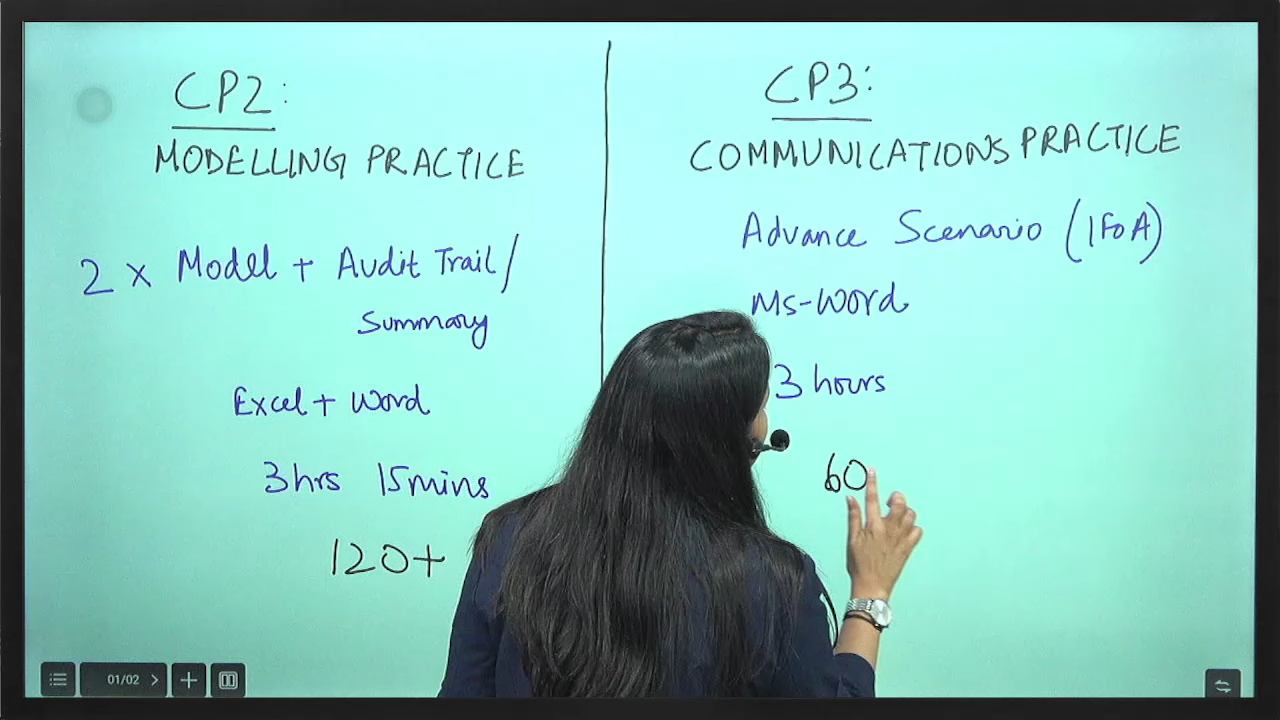 CP2:
MODELLING PRACTICE
2 x Model + Audit Trail/
Summary
Excel + Word
3hrs 15mins
120+
CP3:
COMMUNICATIONS PRACTICE
Advance Scenario (IFoA)
Ms-Word
3 hours
60
01/02